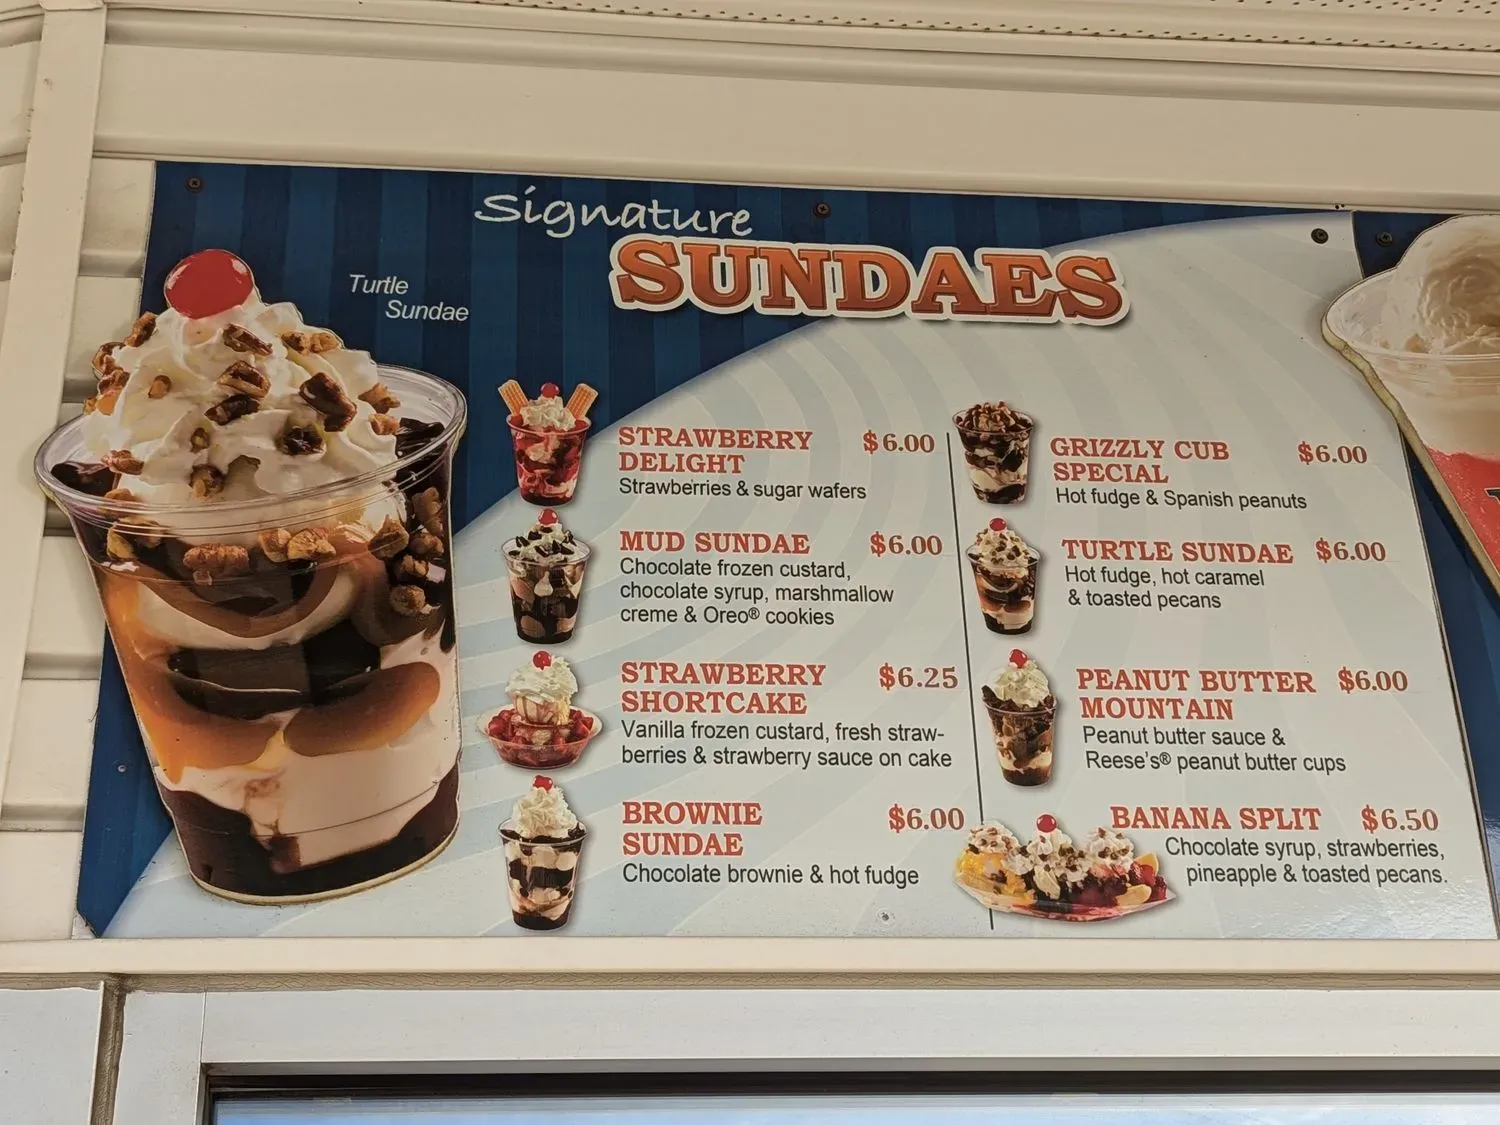 Signature
SUNDAES
Turtle
Sundae
STRAWBERRY $6.00
DELIGHT
Strawberries & sugar wafers
MUD SUNDAE $6.00
Chocolate frozen custard,
chocolate syrup, marshmallow
creme & Oreo® cookies
STRAWBERRY $6.25
SHORTCAKE
Vanilla frozen custard, fresh straw-
berries & strawberry sauce on cake
BROWNIE $6.00
SUNDAE
Chocolate brownie & hot fudge
GRIZZLY CUB $6.00
SPECIAL
Hot fudge & Spanish peanuts
TURTLE SUNDAE $6.00
Hot fudge, hot caramel
& toasted pecans
PEANUT BUTTER $6.00
MOUNTAIN
Peanut butter sauce &
Reese's® peanut butter cups
BANANA SPLIT $6.50
Chocolate syrup, strawberries,
pineapple & toasted pecans.